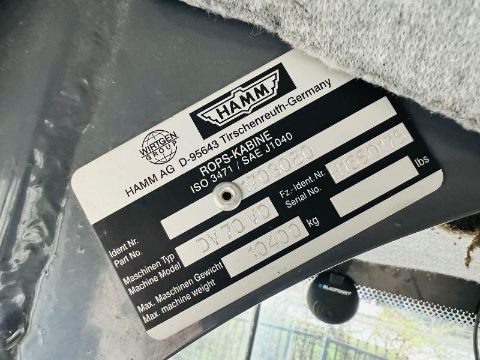 HAMM
WIRTGEN
GROUP
HAMM AG D-95643 Tirschenreuth-Germany
ROPS-KABINE
ISO 3471 / SAE J1040
Ident Nr.
Part No.
Fz.-Ident Nr.
Serial No.
Maschinen Typ
Machine Model
DV 70 VO
Max. Maschinen Gewicht
Max. machine weight
10400 kg
lbs
BLAUPUNKT